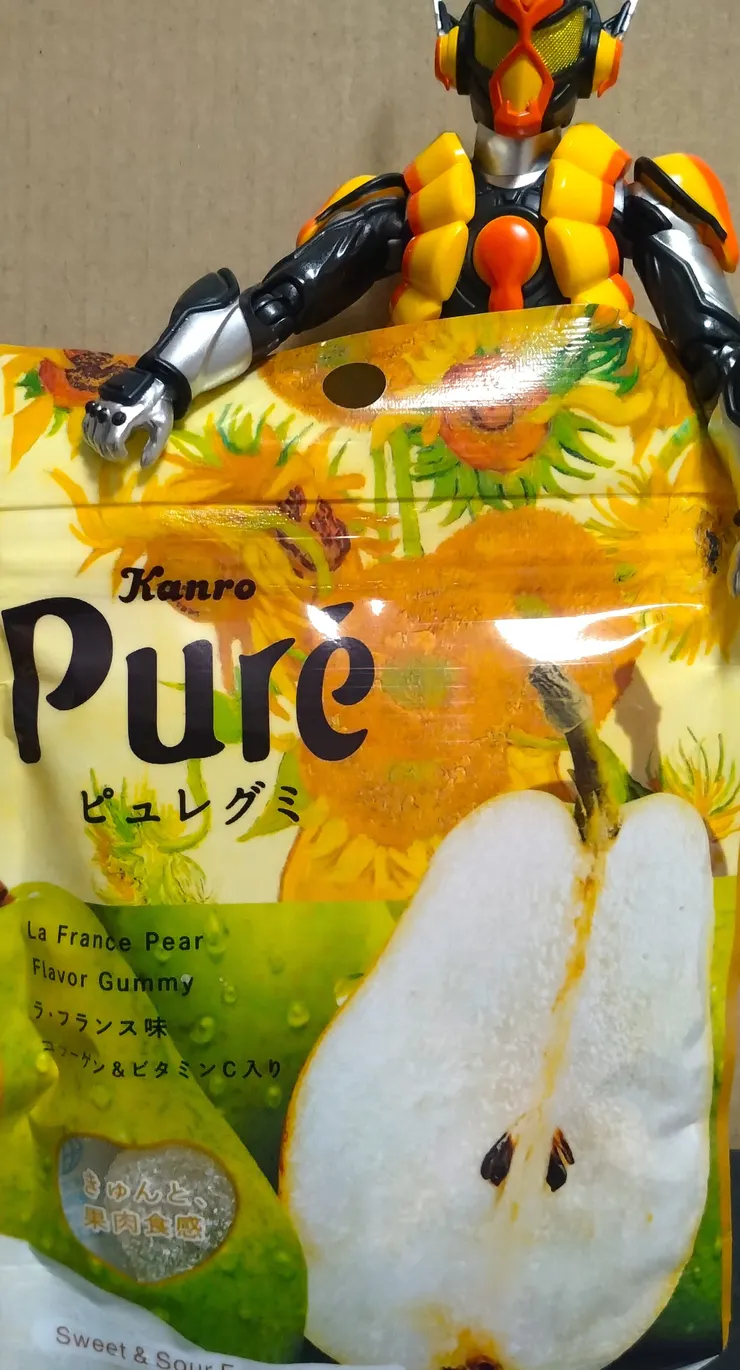 Kanro
Puré
ピュレグミ
La France Pear
Flavor Gummy
ラ・フランス味
コラーゲン&ビタミンC入り
きゅんと、
果肉食感
Sweet & Sour